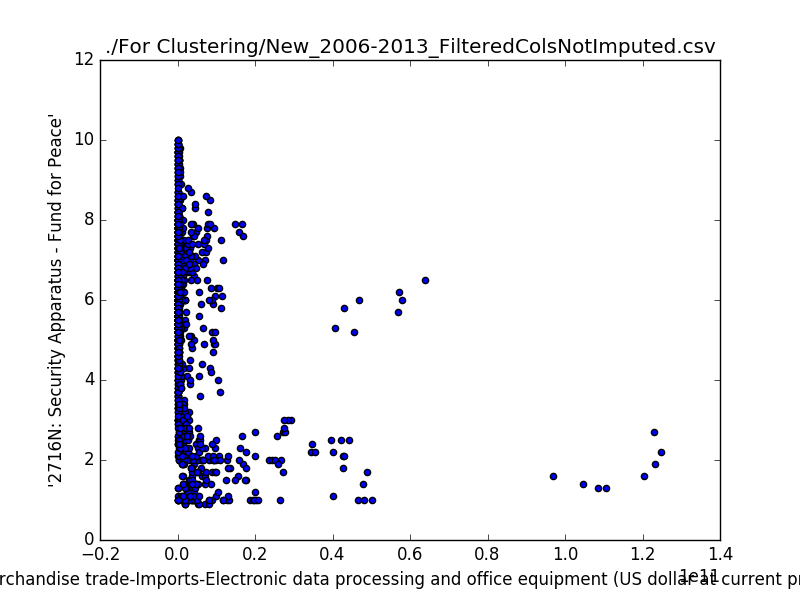 ./For Clustering/New_2006-2013_FilteredColsNotImputed.csv
12
10
8
6
4
2
0
'2716N: Security Apparatus - Fund for Peace'
−0.2 0.0 0.2 0.4 0.6 0.8 1.0 1.2 1.4
1e11
rchandise trade-Imports-Electronic data processing and office equipment (US dollar at current pr